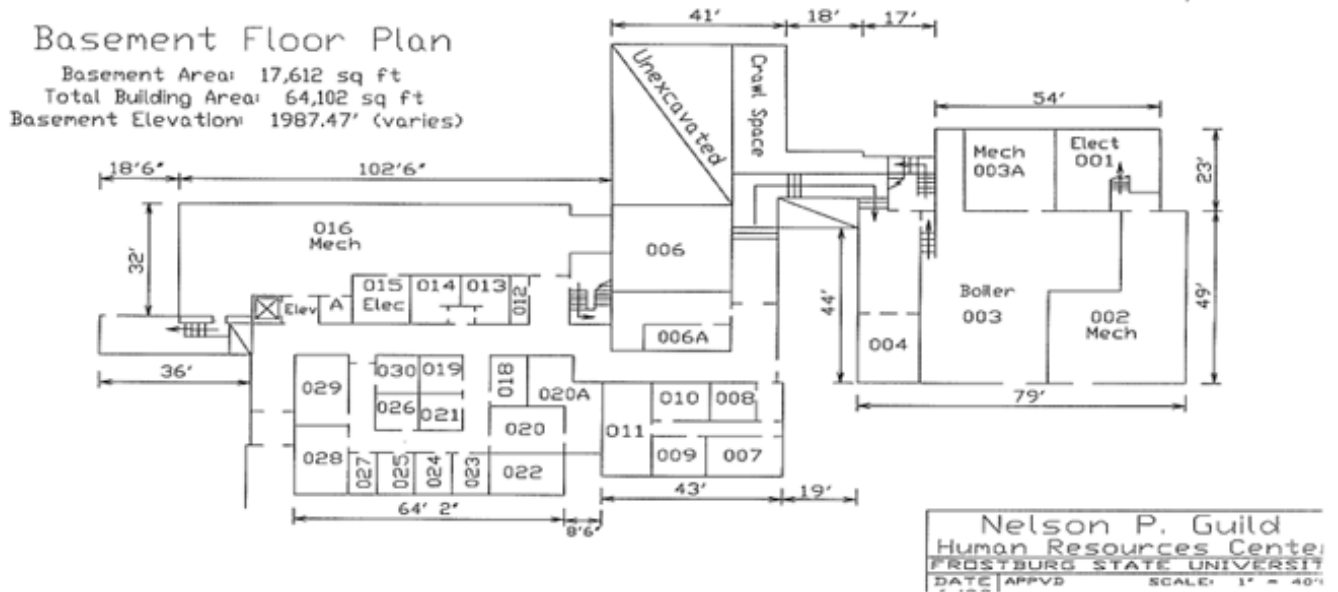 Basement Floor Plan
Basement Area: 17,612 sq ft
Total Building Area: 64,102 sq ft
Basement Elevation: 1987.47' (varies)
41' 18' 17'
Unexcavated
Crawl Space
54'
18'6" 102'6"
Mech
003A
Elect
001
23'
016
Mech
32'
006
015
Elec
014
013
012
Elev
A
44'
Boiler
003
49'
002
Mech
006A
004
36'
79'
029
030
019
018
020A
026
021
020
010
008
011
028
027
025
024
023
022
009
007
64' 2"
8'6"
43'
19'
Nelson P. Guild
Human Resources
FROSTBURG STATE
DATE APPVD SCALE: 1" = 40'